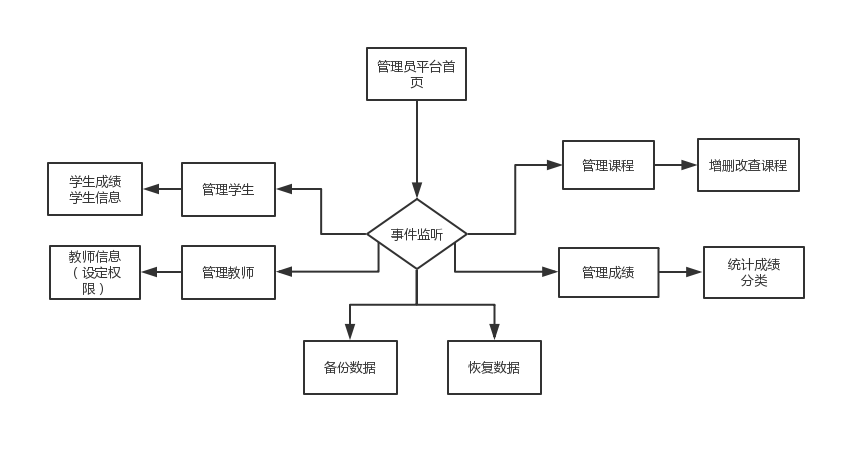 管理员平台首
页
管理课程
增删改查课程
学生成绩
学生信息
管理学生
事件监听
教师信息
（设定权
限）
管理教师
管理成绩
统计成绩
分类
备份数据
恢复数据